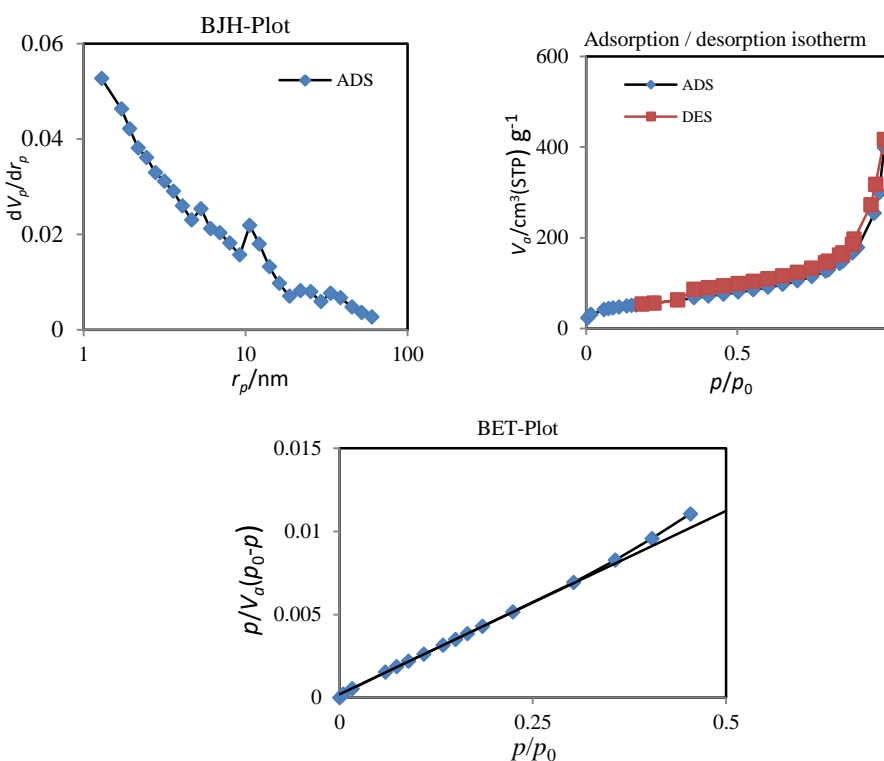 BJH-Plot
0.06
0.04
0.02
0
dVp/drp
ADS
1
10
100
rp/nm
Adsorption / desorption isotherm
600
400
200
0
Va/cm³(STP) g⁻¹
ADS
DES
0
0.5
p/p₀
BET-Plot
0.015
0.01
0.005
0
p/Va(p₀-p)
0
0.25
0.5
p/p₀